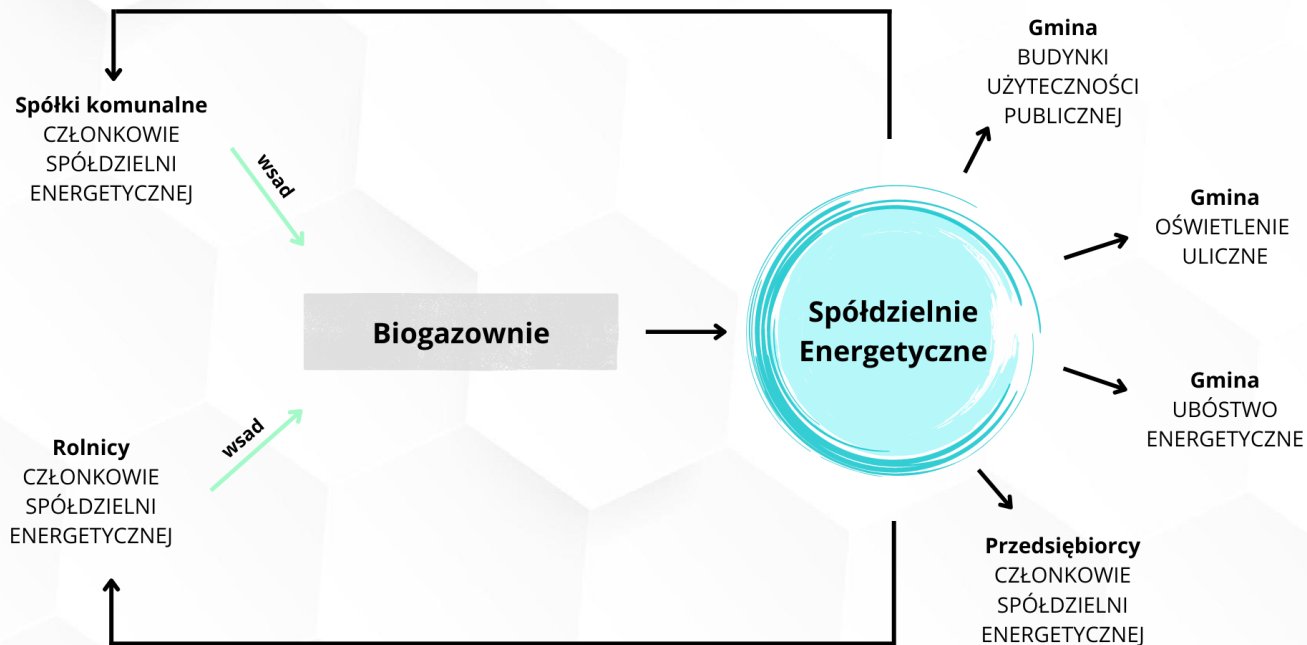 Spółki komunalne
CZŁONKOWIE
SPÓŁDZIELNI
ENERGETYCZNEJ
wsad
Rolnicy
CZŁONKOWIE
SPÓŁDZIELNI
ENERGETYCZNEJ
wsad
Biogazownie
Spółdzielnie
Energetyczne
Gmina
BUDYNKI
UŻYTECZNOŚCI
PUBLICZNEJ
Gmina
OŚWIETLENIE
ULICZNE
Gmina
UBÓSTWO
ENERGETYCZNE
Przedsiębiorcy
CZŁONKOWIE
SPÓŁDZIELNI
ENERGETYCZNEJ